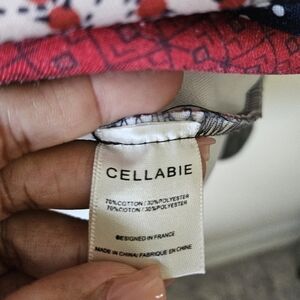 CELLABIE
70%COTTON / 30%POLYESTER
70%COTON / 30%POLYESTER
DESIGNED IN FRANCE
MADE IN CHINA/ FABRIQUE EN CHINE